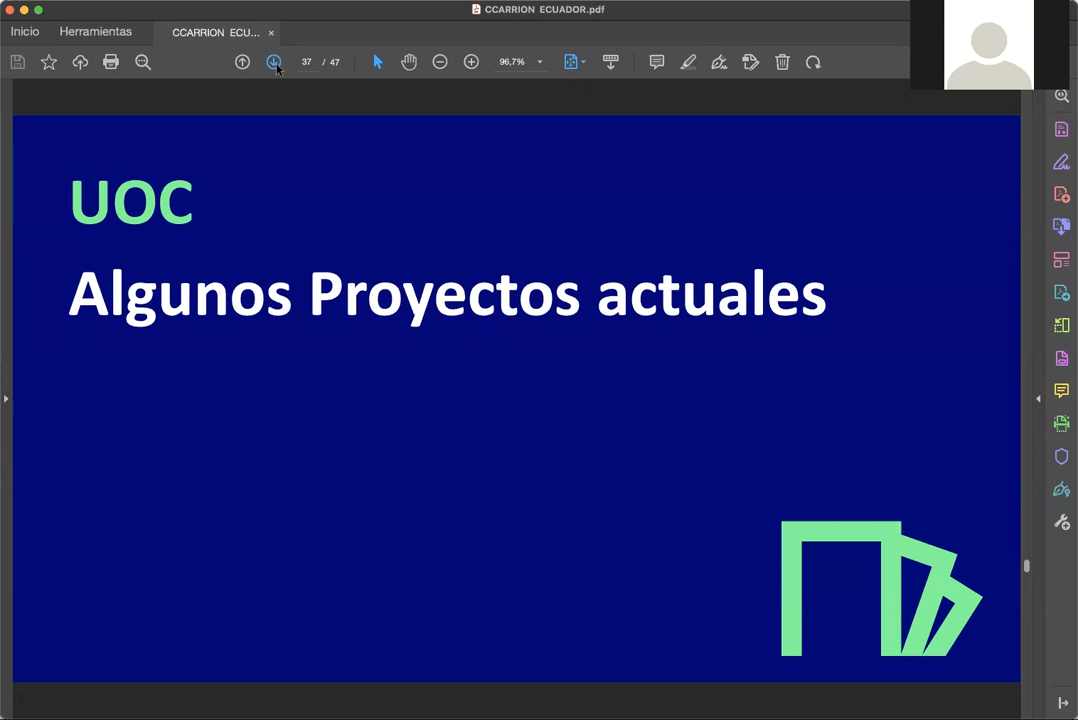 CCARRION ECUADOR.pdf
Inicio
Herramientas
CCARRION ECU... ×
37 / 47
96,7%
UOC
Algunos Proyectos actuales